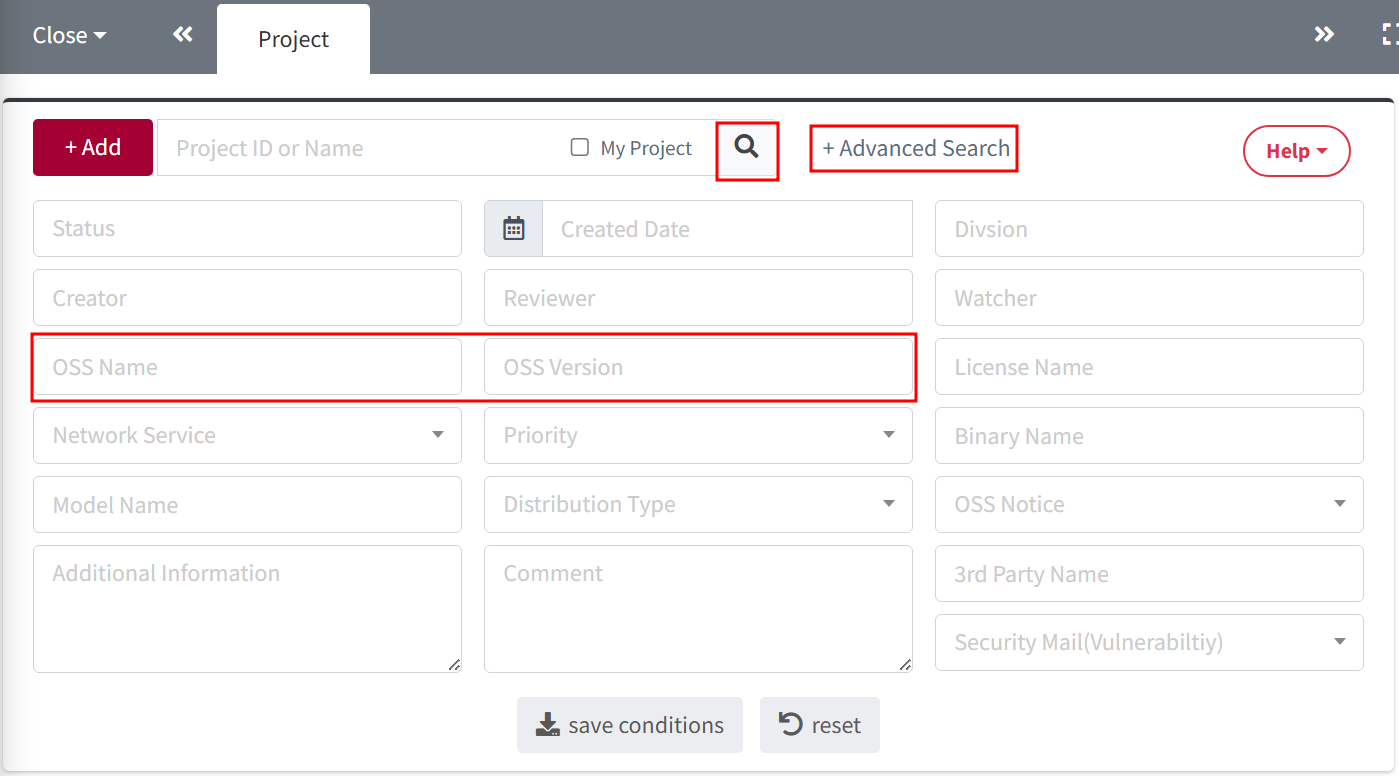 Close
Project
+ Add
Project ID or Name
My Project
+ Advanced Search
Help
Status
Created Date
Divsion
Creator
Reviewer
Watcher
OSS Name
OSS Version
License Name
Network Service
Priority
Binary Name
Model Name
Distribution Type
OSS Notice
Additional Information
Comment
3rd Party Name
Security Mail(Vulnerabiltiy)
save conditions
reset